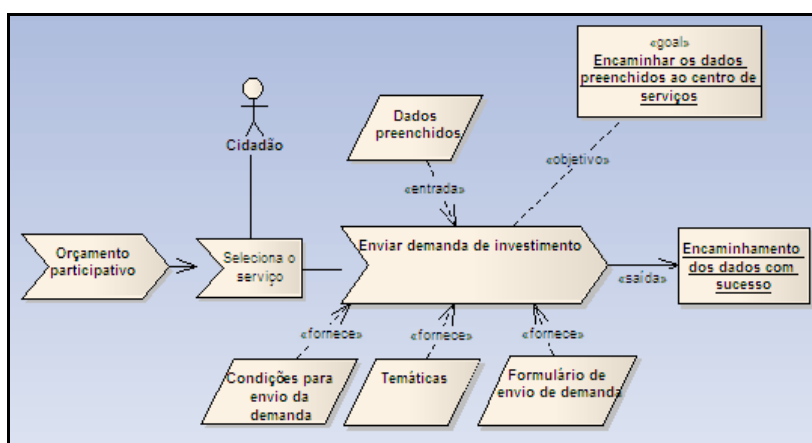 «goal»
Encaminhar os dados
preenchidos ao centro de
serviços
Dados
preenchidos
Cidadão
«objetivo»
«entrada»
Orçamento
participativo
Seleciona o
serviço
Enviar demanda de investimento
Encaminhamento
dos dados com
sucesso
«saída»
«fornece»
«fornece»
«fornece»
Condições para
envio da
demanda
Temáticas
Formulário de
envio de demanda